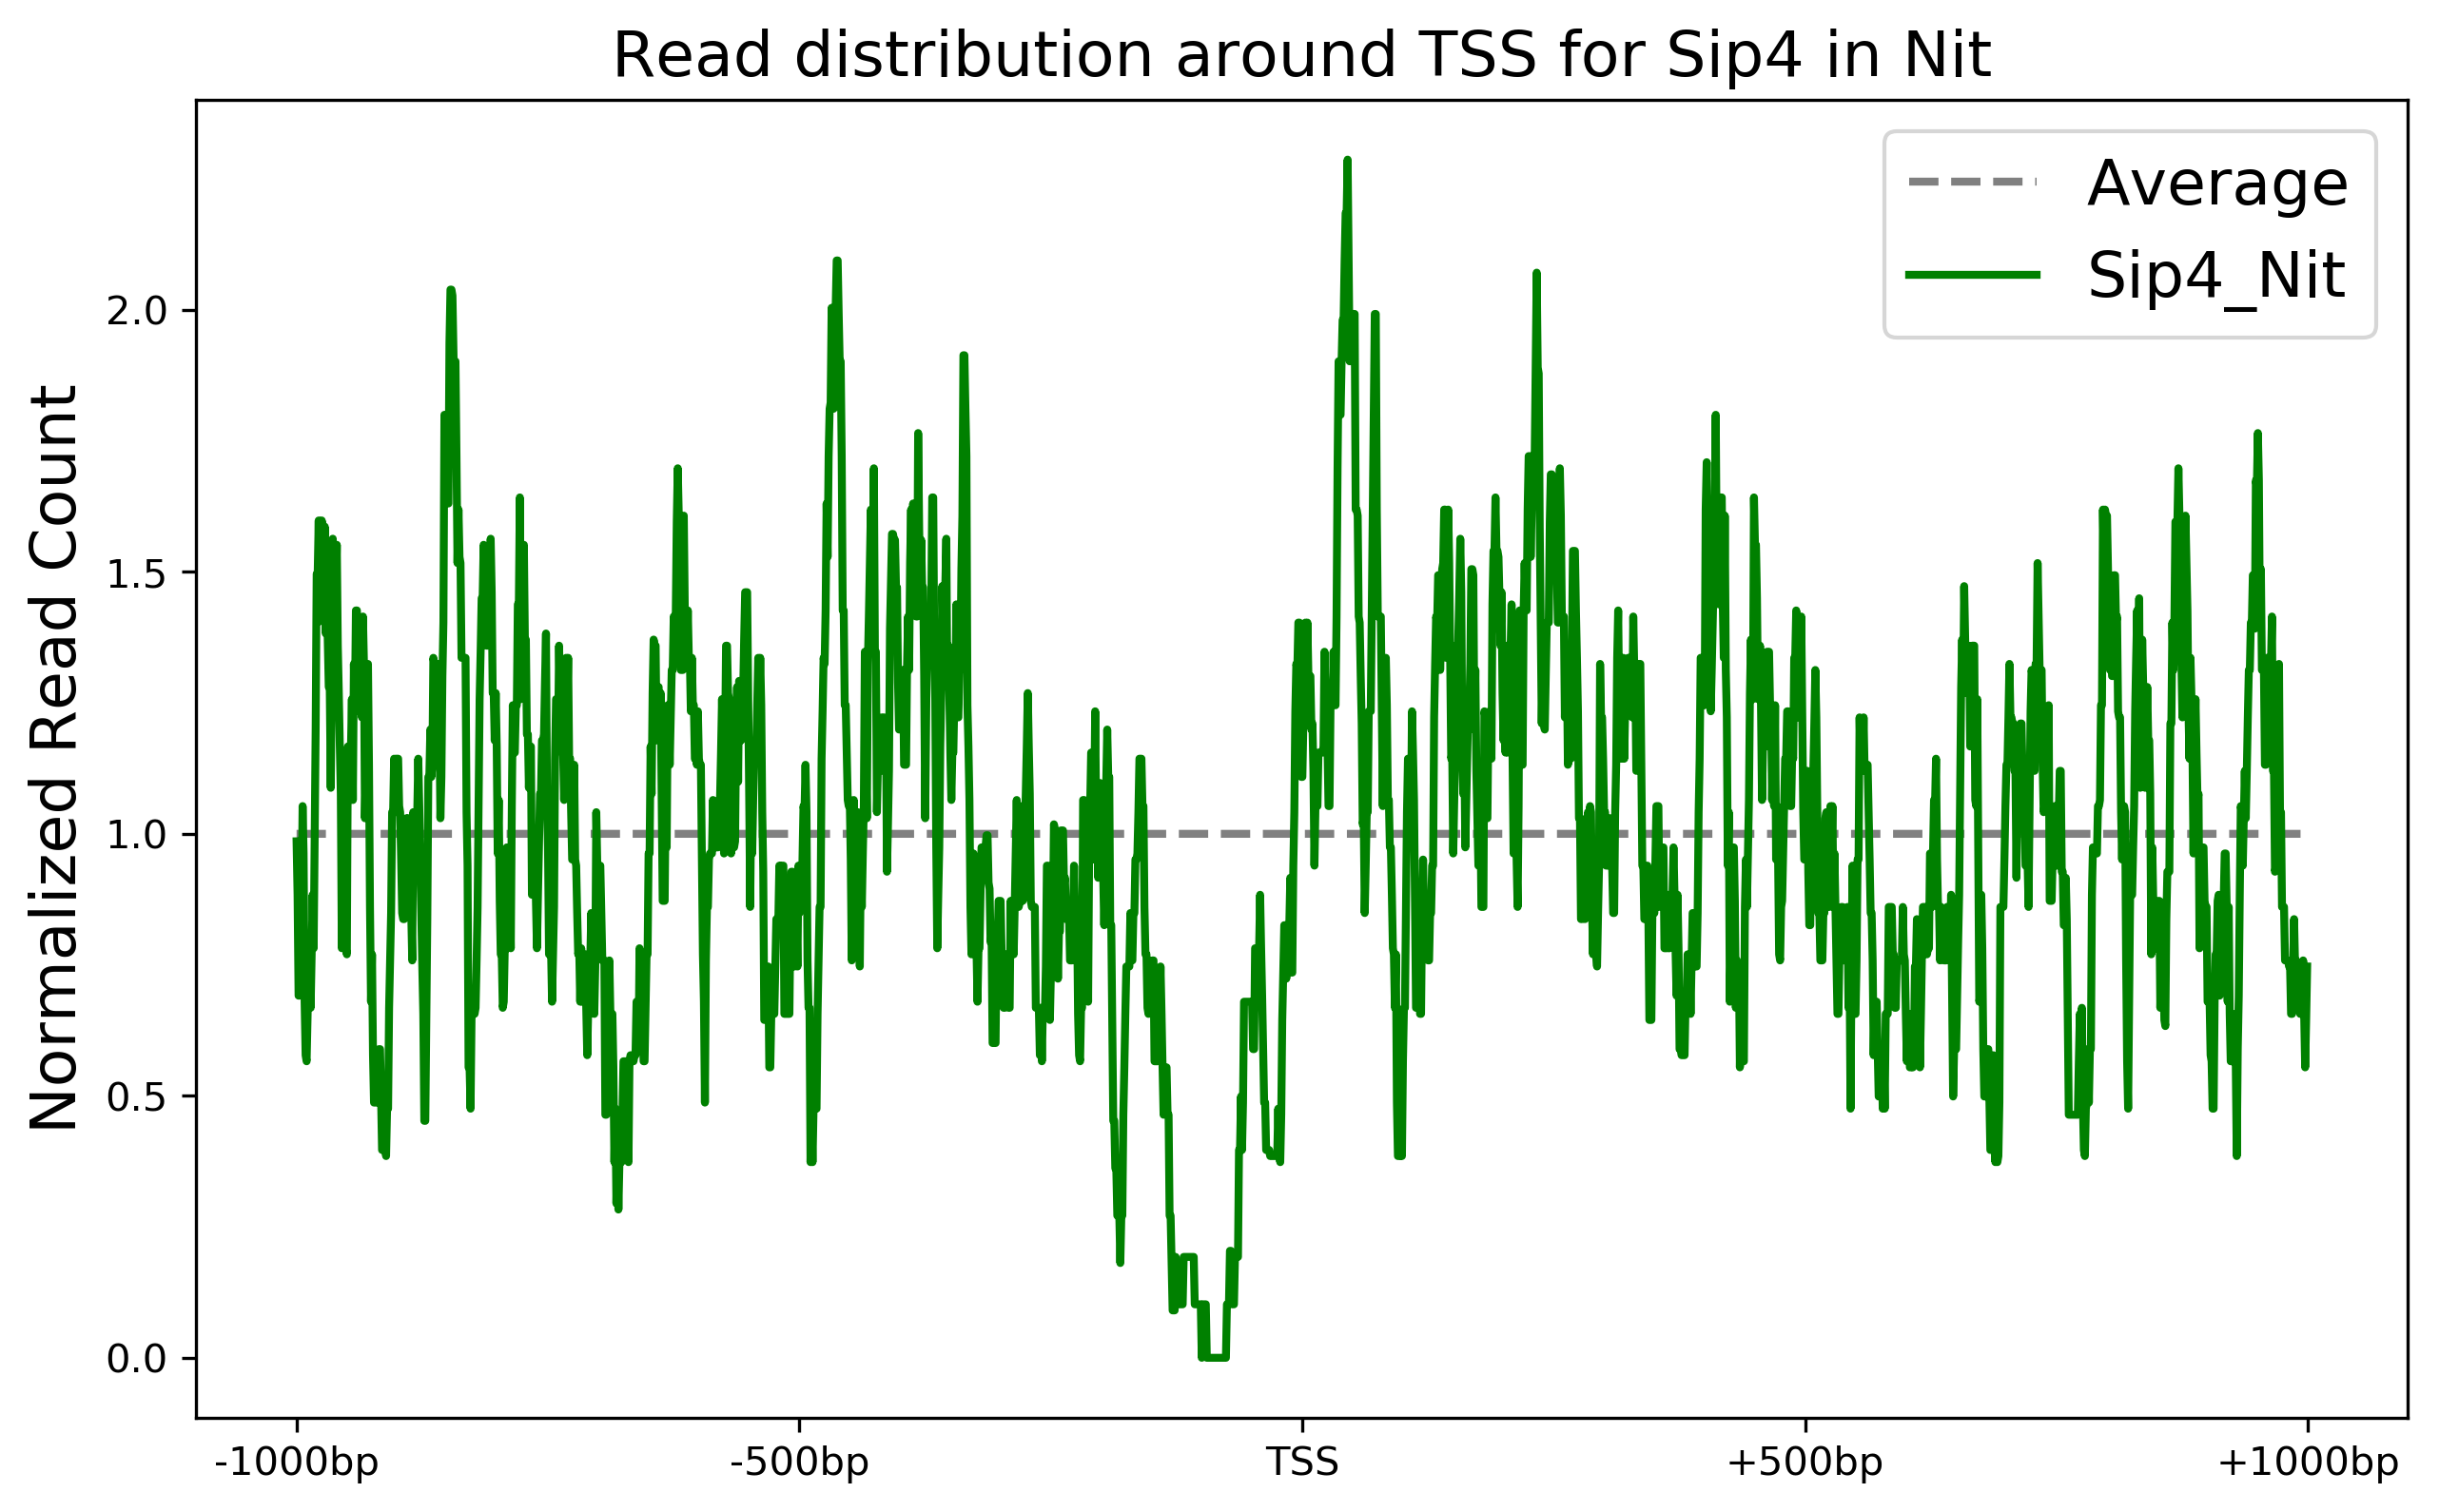 Read distribution around TSS for Sip4 in Nit
Average
Sip4_Nit
Normalized Read Count
2.0
1.5
1.0
0.5
0.0
-1000bp
-500bp
TSS
+500bp
+1000bp